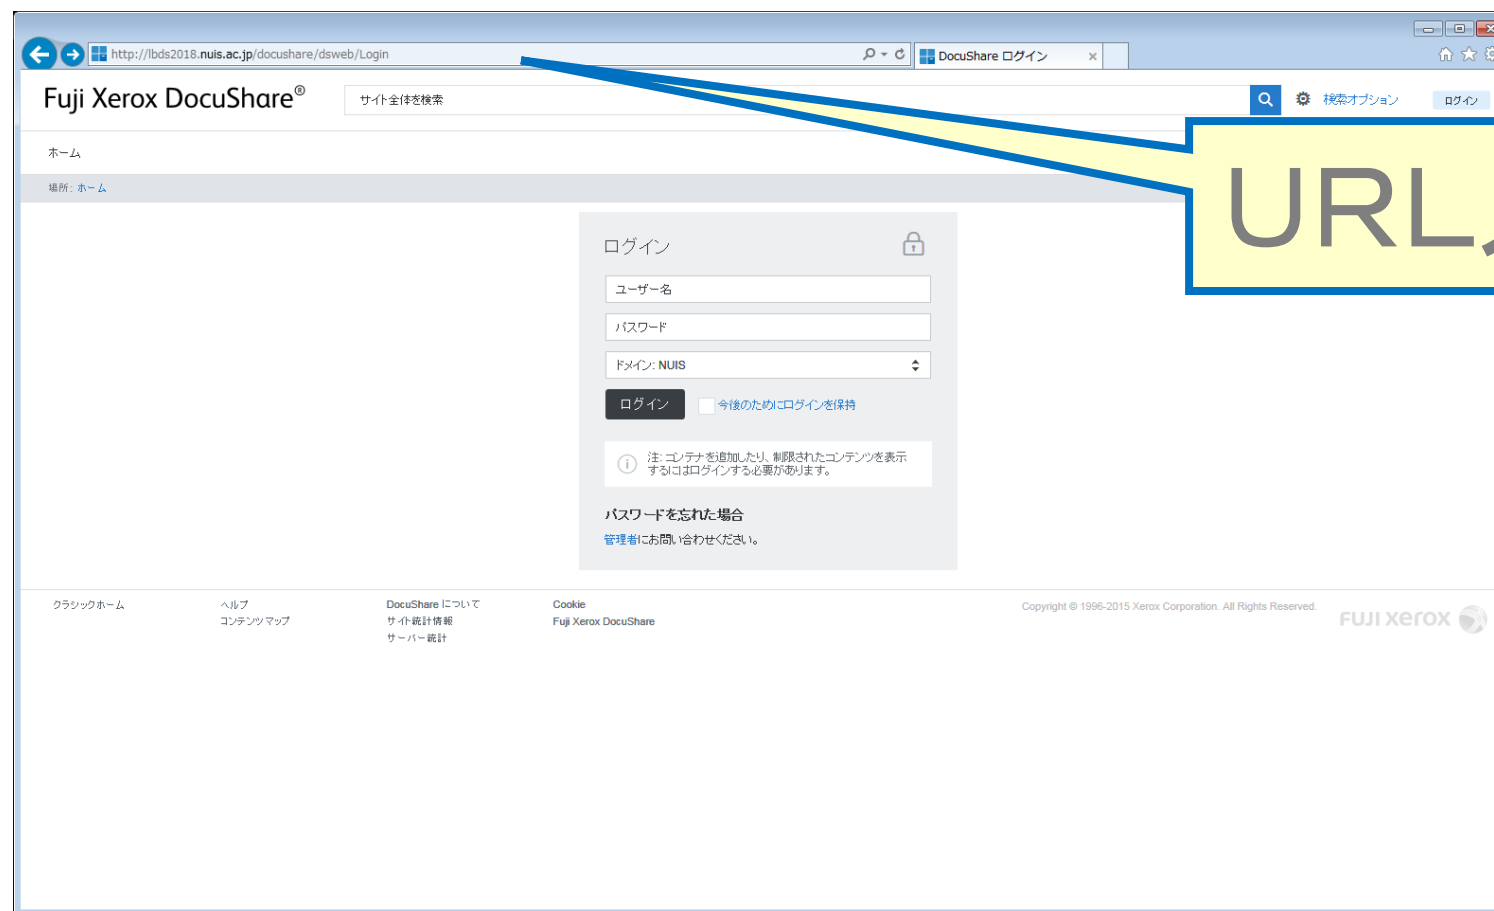 http://lbds2018.nuis.ac.jp/docushare/dsweb/Login
DocuShare ログイン
Fuji Xerox DocuShare®
サイト全体を検索
検索オプション
ログイン
ホーム
場所: ホーム
URL
ログイン
ユーザー名
パスワード
ドメイン: NUIS
ログイン
今後のためにログインを保持
注: コンテナを追加したり、制限されたコンテンツを表示
するにはログインする必要があります。
パスワードを忘れた場合
管理者にお問い合わせください。
クラシックホーム
ヘルプ
コンテンツ マップ
DocuShare について
サイト統計情報
サーバー統計
Cookie
Fuji Xerox DocuShare
Copyright © 1996-2015 Xerox Corporation. All Rights Reserved.
FUJI XEROX